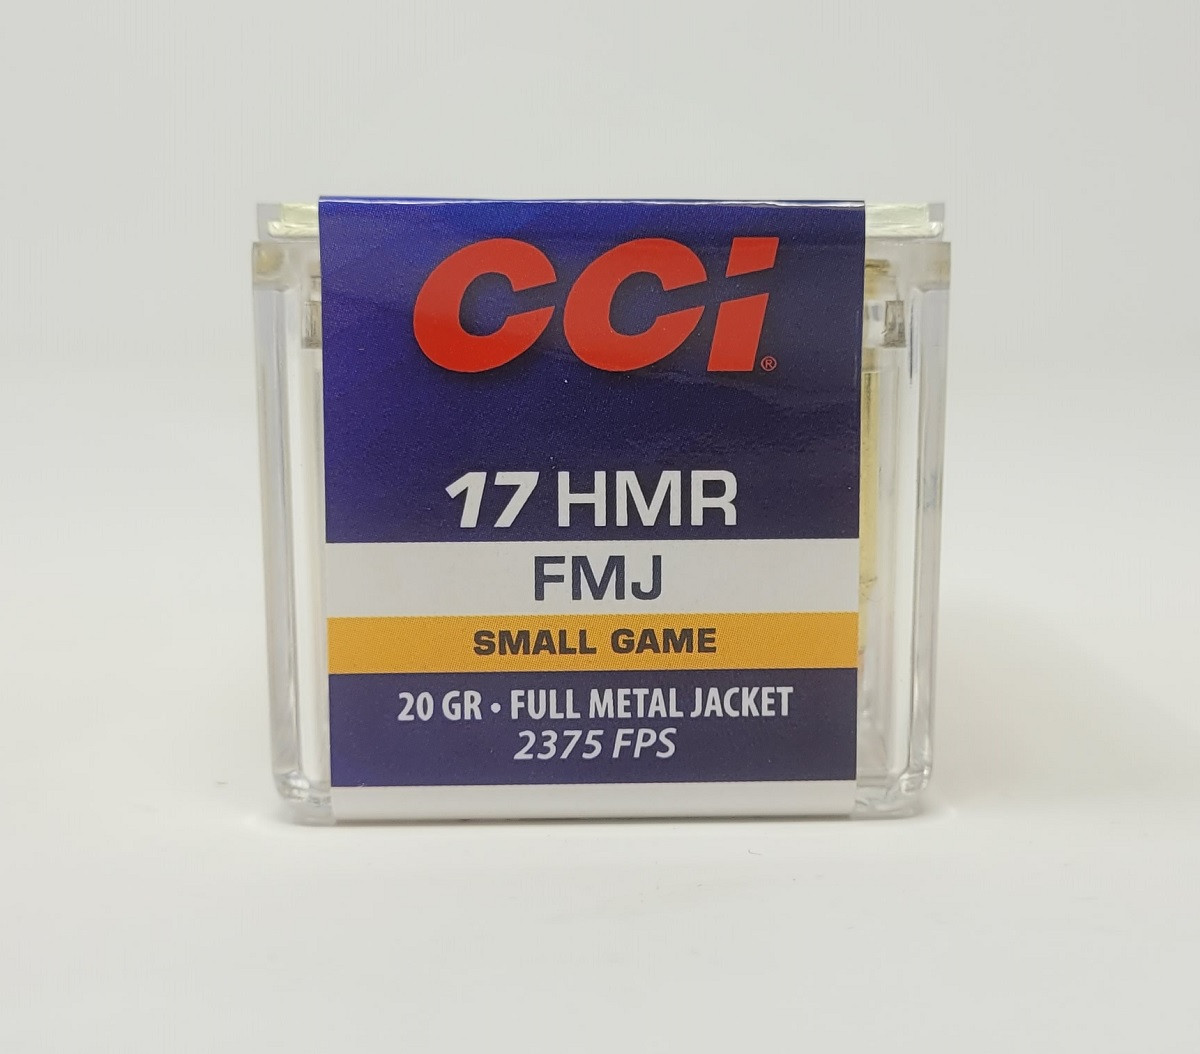 CCi®
17 HMR
FMJ
SMALL GAME
20 GR • FULL METAL JACKET
2375 FPS